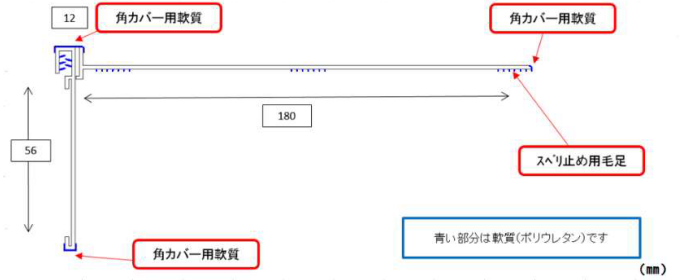 12
角カバー用軟質
角カバー用軟質
180
56
スベリ止め用毛足
角カバー用軟質
青い部分は軟質(ポリウレタン)です
(mm)